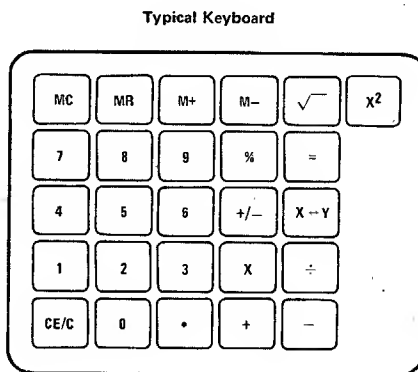 Typical Keyboard
MC MR M+ M− √ X²
7 8 9 % =
4 5 6 +/− X↔Y
1 2 3 X ÷
CE/C 0 • + −